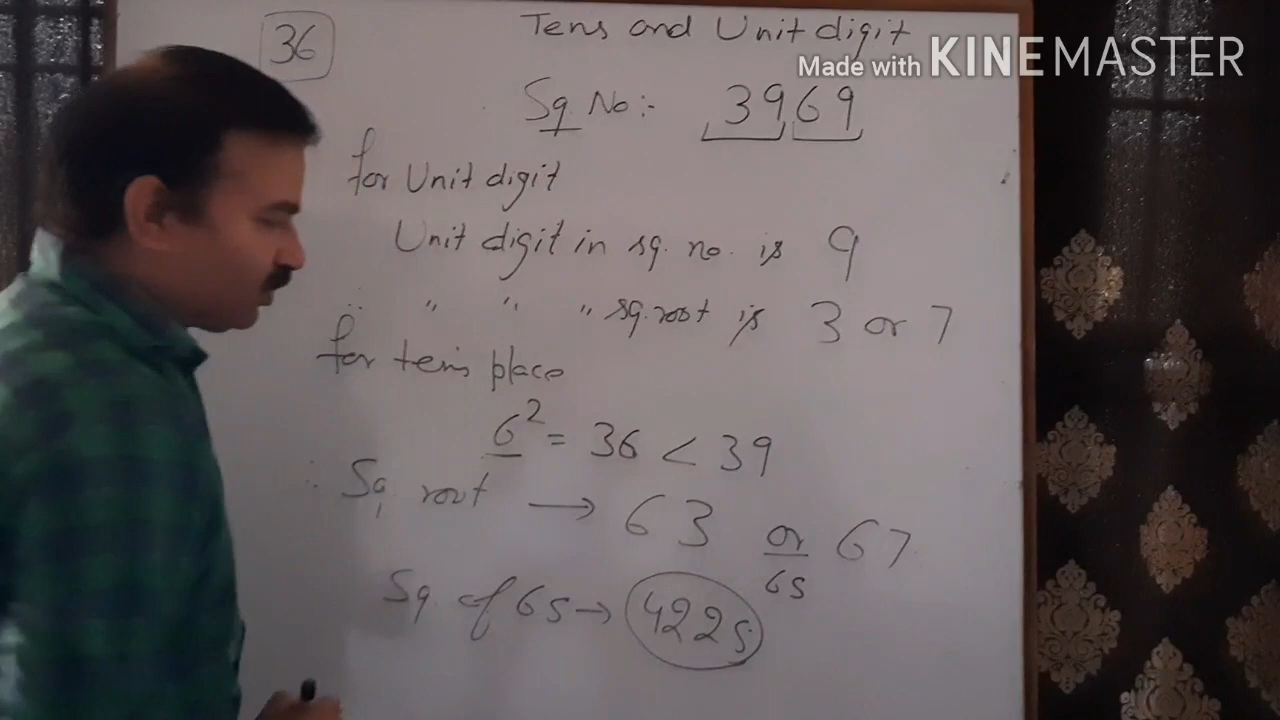 36
Tens and Unit digit
Made with KINEMASTER
Sq No:- 3969
for Unit digit
Unit digit in sq. no. is 9
" " " " sq. root is 3 or 7
for ten's place
6² = 36 < 39
∴ Sq root → 63 or 67
65
Sq. of 65 → 4225